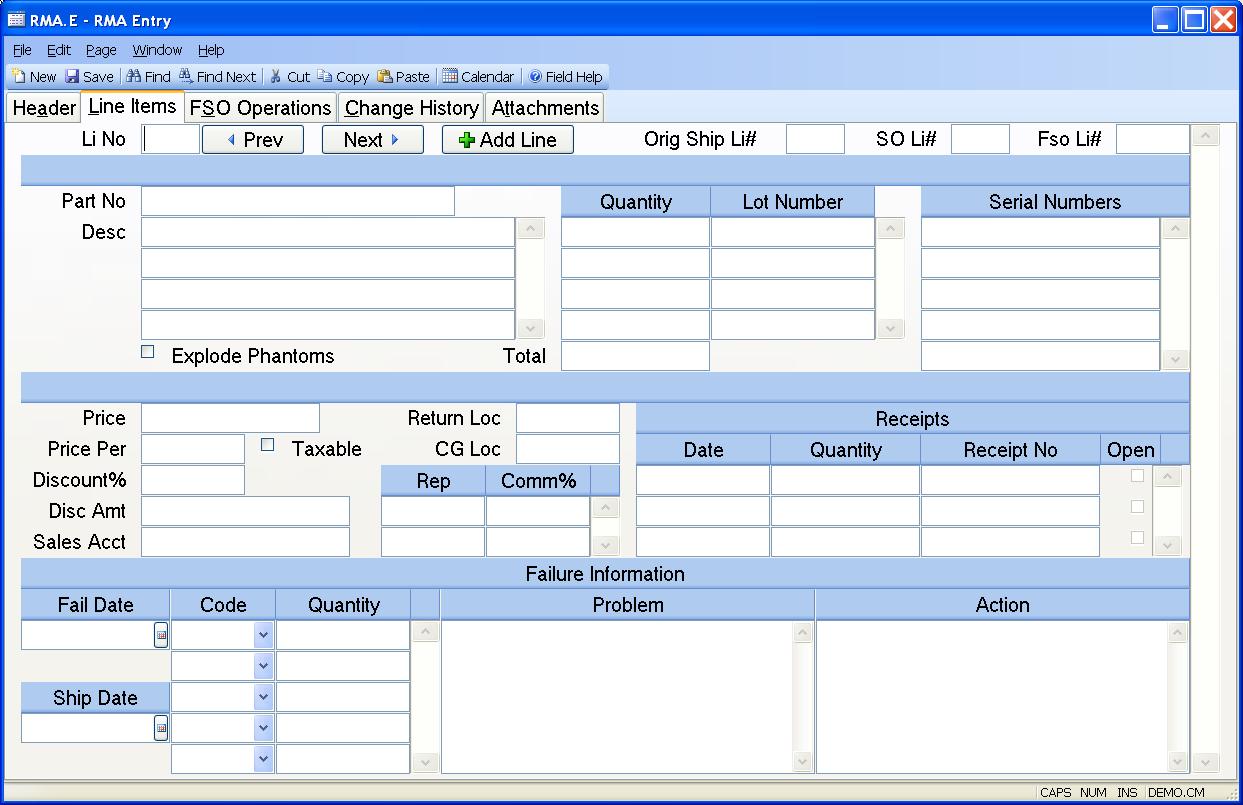 RMA.E - RMA Entry
File Edit Page Window Help
New Save Find Find Next Cut Copy Paste Calendar Field Help
Header Line Items FSO Operations Change History Attachments
Li No Prev Next Add Line Orig Ship Li# SO Li# Fso Li#
Part No Quantity Lot Number Serial Numbers
Desc
Explode Phantoms Total
Price Return Loc Receipts
Price Per Taxable CG Loc Date Quantity Receipt No Open
Discount% Rep Comm%
Disc Amt
Sales Acct
Failure Information
Fail Date Code Quantity Problem Action
Ship Date
CAPS NUM INS DEMO.CM